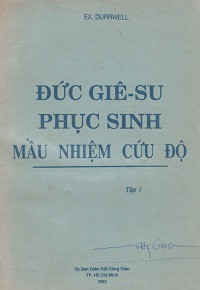 EX. DURRWELL
ĐỨC GIÊ-SU
PHỤC SINH
MẦU NHIỆM CỨU ĐỘ
Tập I
Ủy Ban Đoàn Kết Công Giáo
TP. Hồ Chí Minh